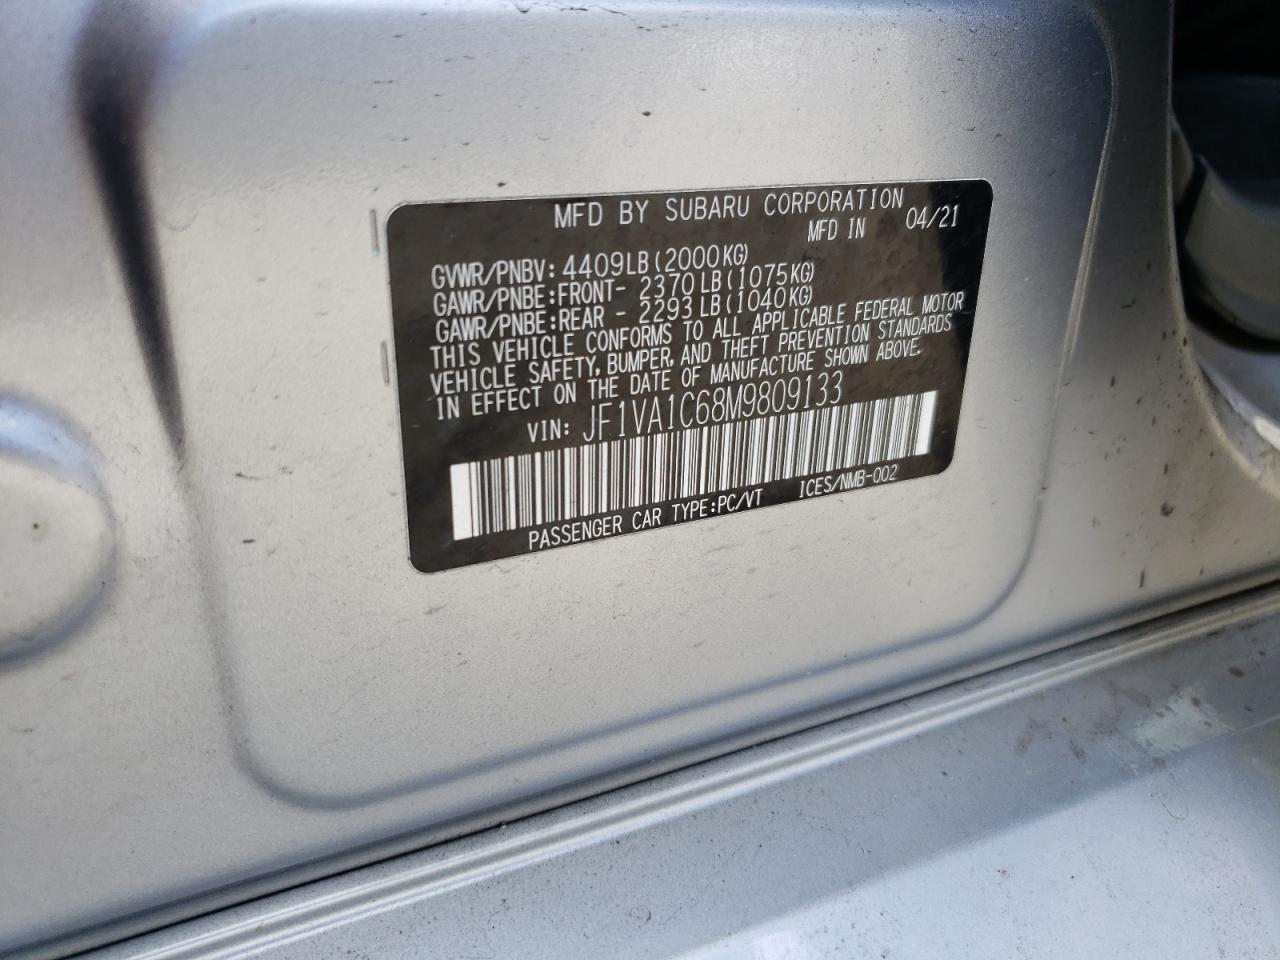 MFD BY SUBARU CORPORATION
MFD IN 04/21
GVWR/PNBV: 4409LB(2000KG)
GAWR/PNBE:FRONT- 2370LB(1075KG)
GAWR/PNBE:REAR - 2293LB(1040KG)
THIS VEHICLE CONFORMS TO ALL APPLICABLE FEDERAL MOTOR
VEHICLE SAFETY, BUMPER, AND THEFT PREVENTION STANDARDS
IN EFFECT ON THE DATE OF MANUFACTURE SHOWN ABOVE.
VIN: JF1VA1C68M9809133
PASSENGER CAR TYPE:PC/VT ICES/NMB-002